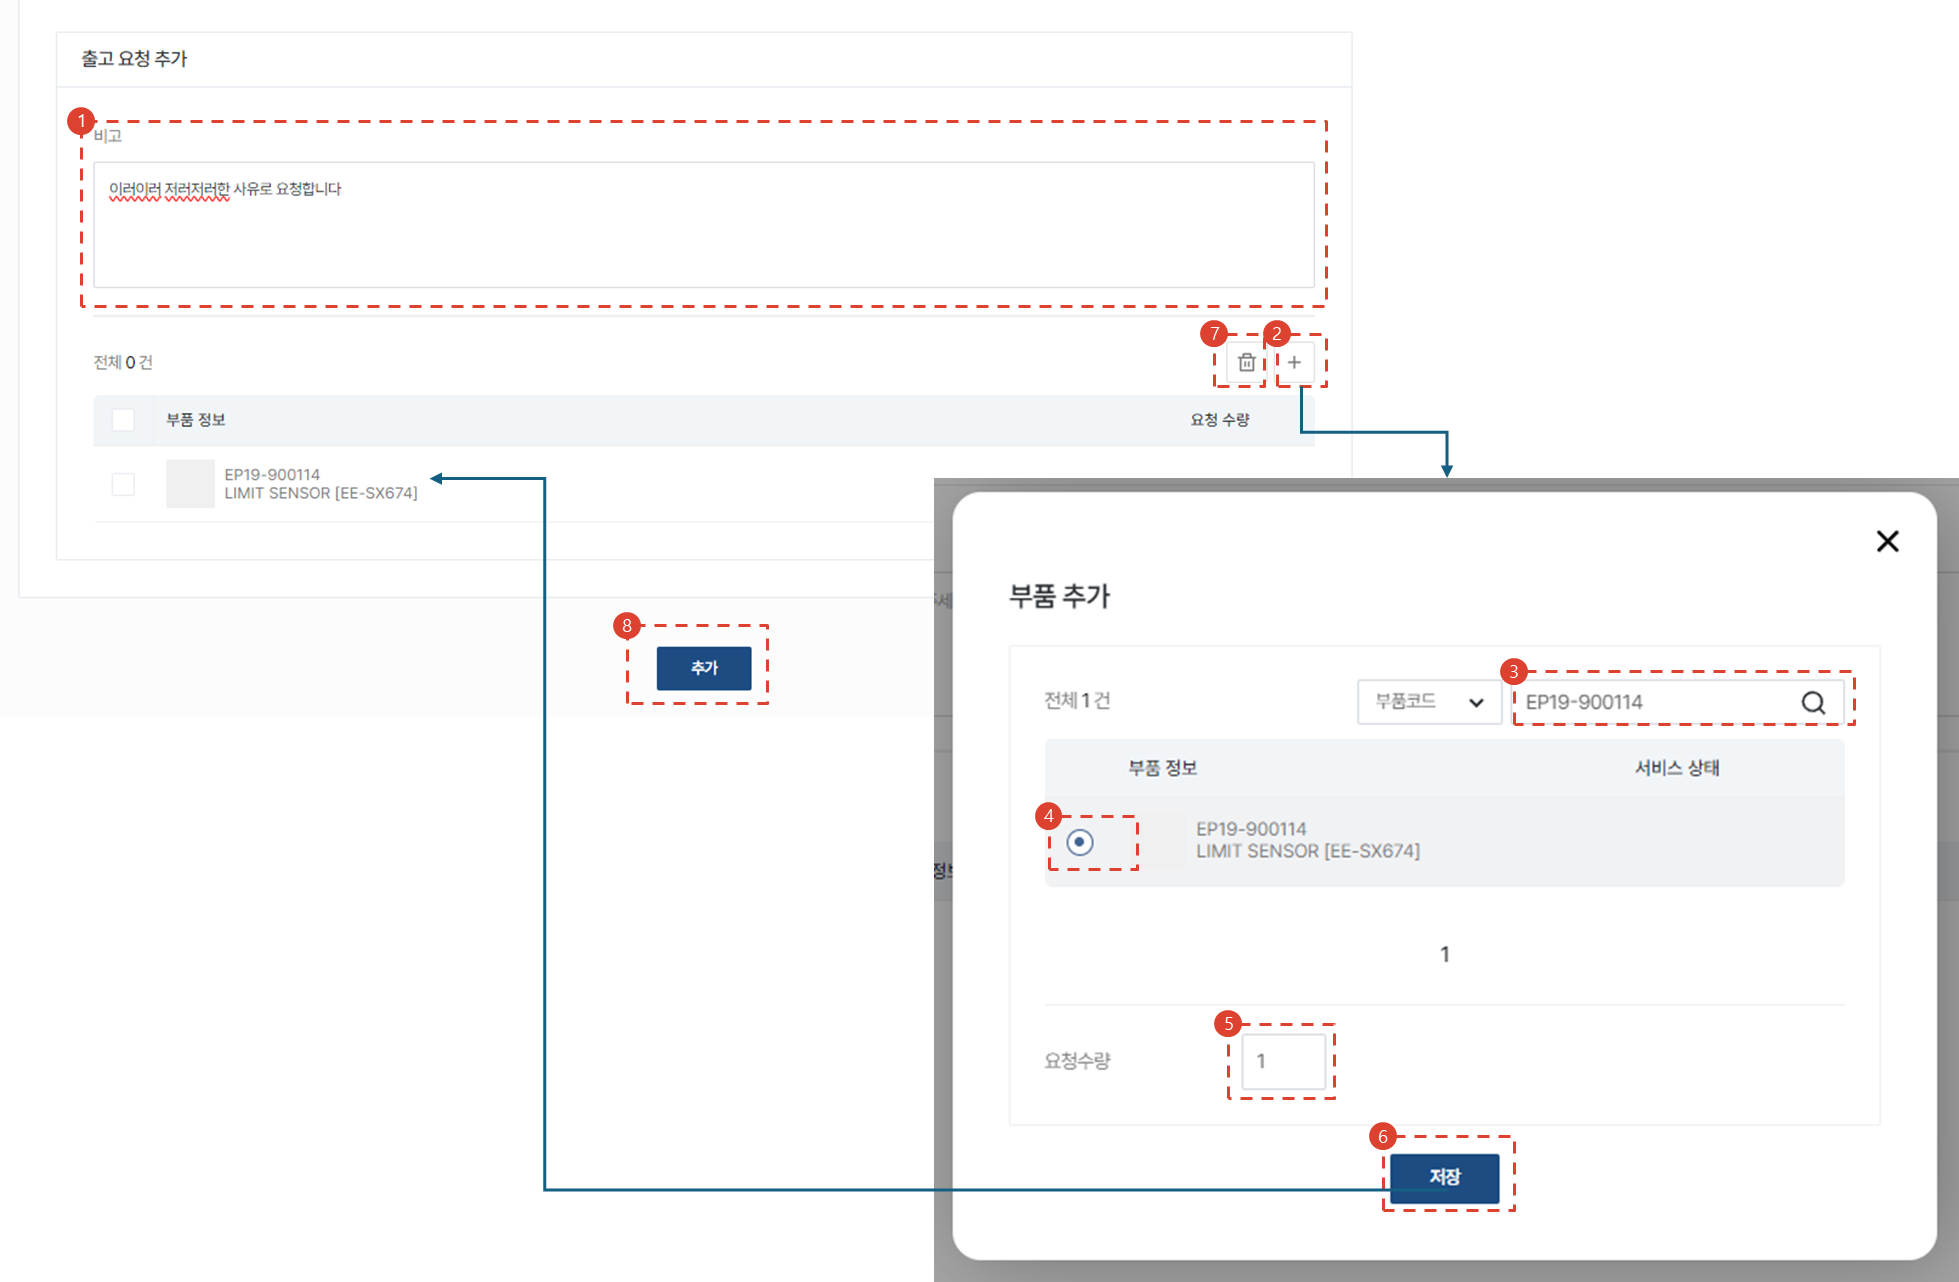 출고 요청 추가
1
비고
이러이러 저러저러한 사유로 요청합니다
7
2
전체 0 건
부품 정보
요청 수량
EP19-900114
LIMIT SENSOR [EE-SX674]
8
추가
부품 추가
3
전체 1 건
부품코드
EP19-900114
부품 정보
서비스 상태
4
EP19-900114
LIMIT SENSOR [EE-SX674]
1
5
요청수량
1
6
저장